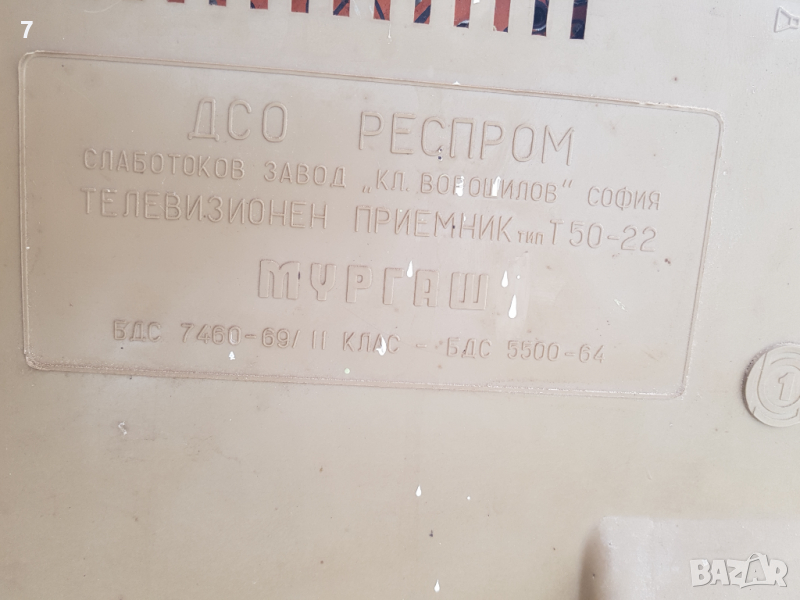 7
ДСО РЕСПРОМ
СЛАБОТОКОВ ЗАВОД „КЛ. ВОРОШИЛОВ" СОФИЯ
ТЕЛЕВИЗИОНЕН ПРИЕМНИК тип Т50-22
МУРГАШ
БДС 7460-69/ II КЛАС - БДС 5500-64
1
BAZAR